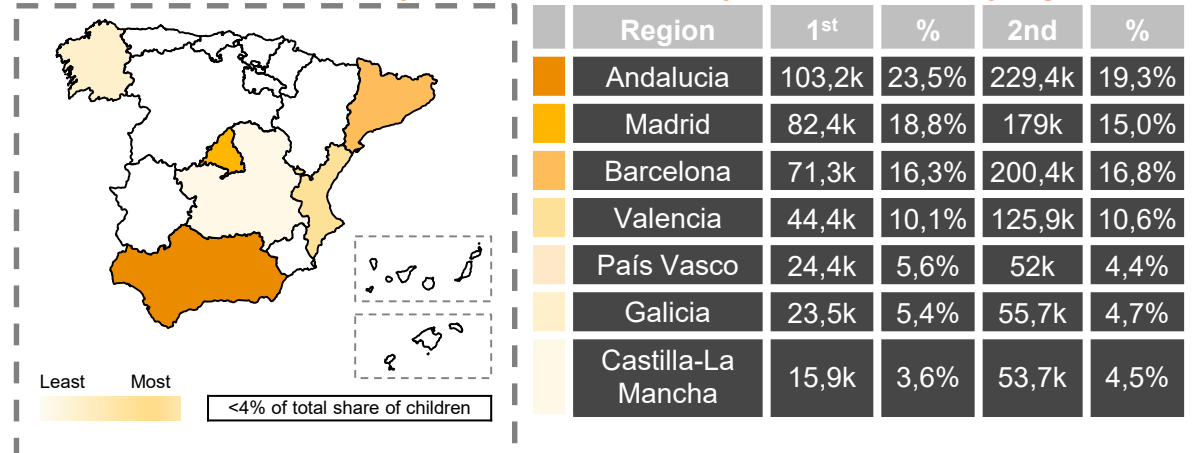 Region 1st % 2nd %
Andalucia 103,2k 23,5% 229,4k 19,3%
Madrid 82,4k 18,8% 179k 15,0%
Barcelona 71,3k 16,3% 200,4k 16,8%
Valencia 44,4k 10,1% 125,9k 10,6%
País Vasco 24,4k 5,6% 52k 4,4%
Galicia 23,5k 5,4% 55,7k 4,7%
Castilla-La
Mancha 15,9k 3,6% 53,7k 4,5%
Least Most
<4% of total share of children